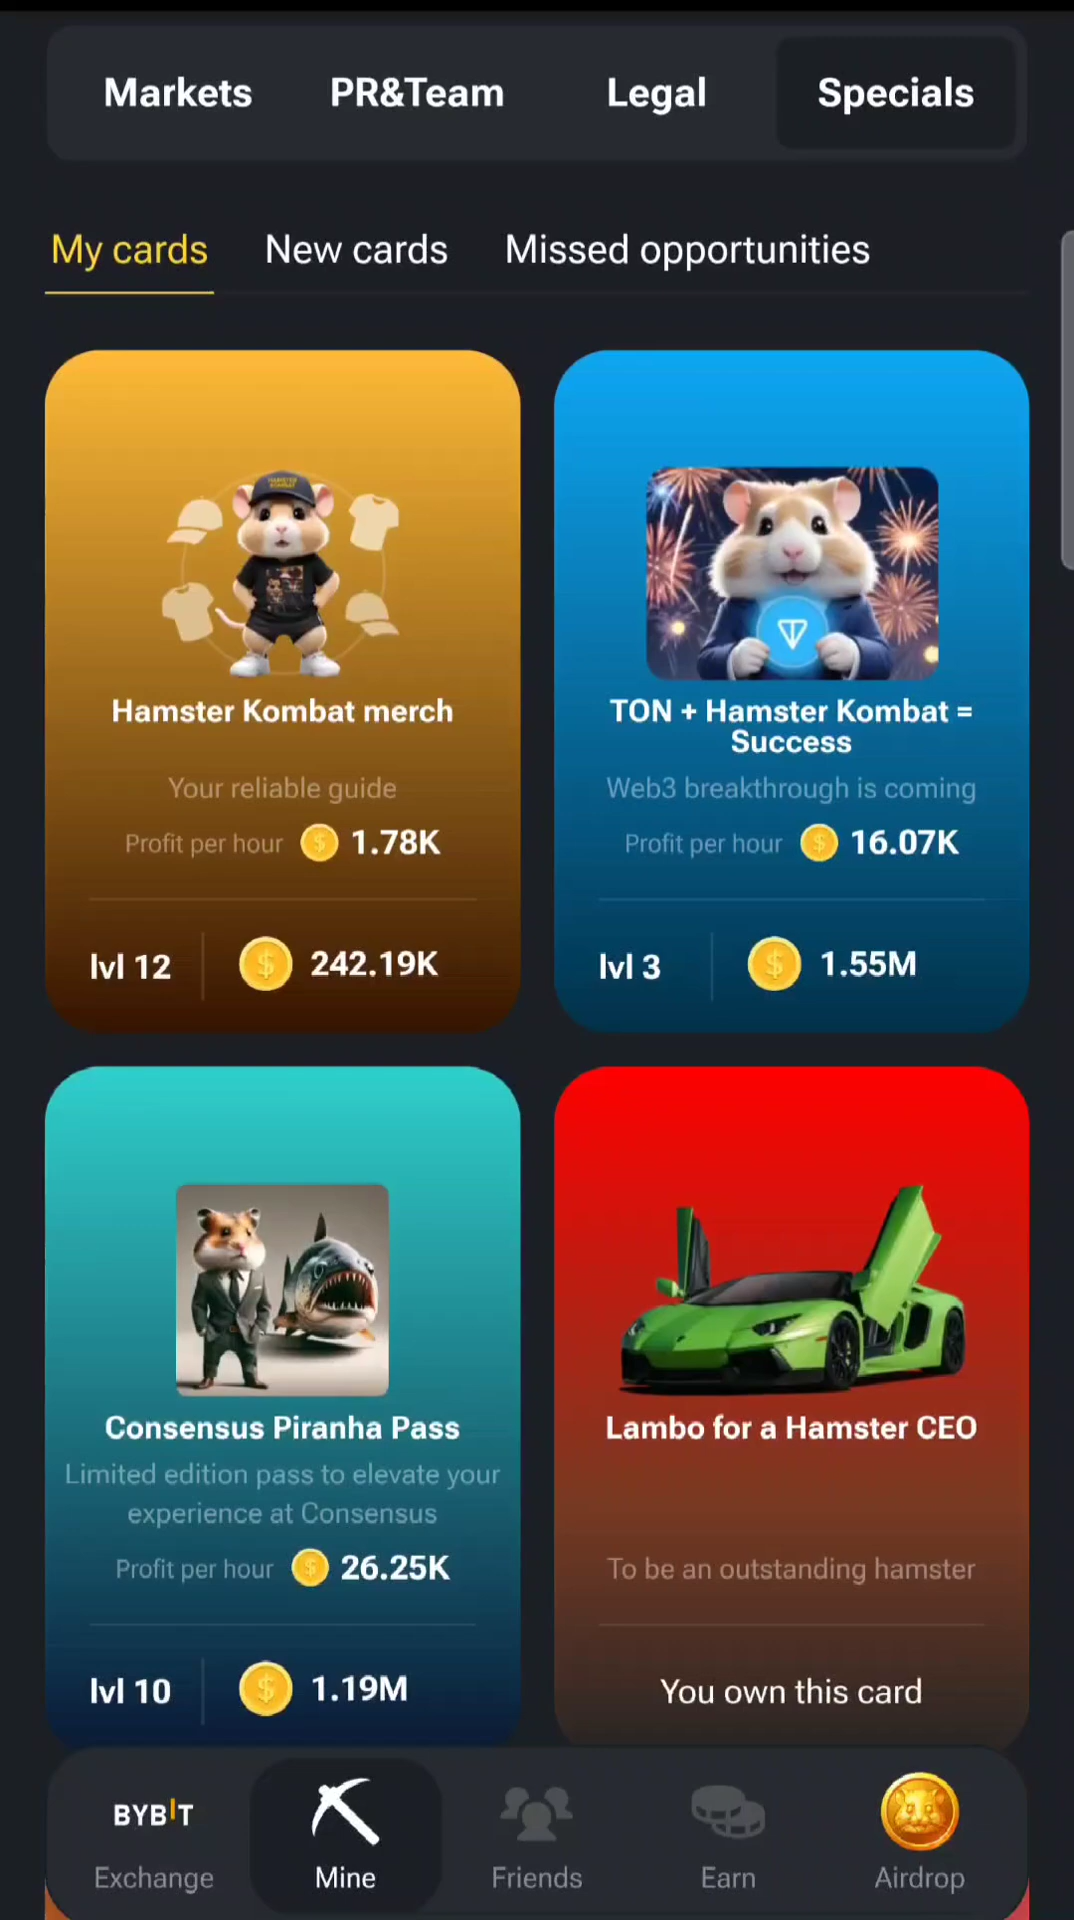 Markets PR&Team Legal Specials
My cards New cards Missed opportunities
Hamster Kombat merch
Your reliable guide
Profit per hour 1.78K
lvl 12 242.19K
TON + Hamster Kombat =
Success
Web3 breakthrough is coming
Profit per hour 16.07K
lvl 3 1.55M
Consensus Piranha Pass
Limited edition pass to elevate your
experience at Consensus
Profit per hour 26.25K
lvl 10 1.19M
Lambo for a Hamster CEO
To be an outstanding hamster
You own this card
BYBIT
Exchange Mine Friends Earn Airdrop